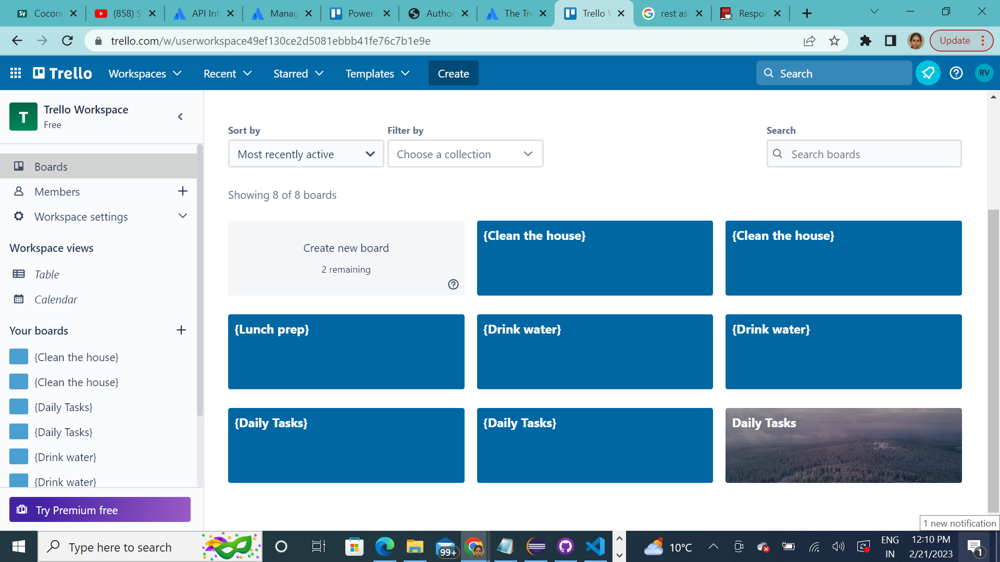 Coconu
(858) S
API Int
Manag
Power-
Author
The Tre
Trello W
rest ass
Respon
trello.com/w/userworkspace49ef130ce2d5081ebbb41fe76c7b1e9e
Update
Trello
Workspaces
Recent
Starred
Templates
Create
Search
RV
T
Trello Workspace
Free
Boards
Members
Workspace settings
Workspace views
Table
Calendar
Your boards
{Clean the house}
{Clean the house}
{Daily Tasks}
{Daily Tasks}
{Drink water}
{Drink water}
Try Premium free
Sort by
Most recently active
Filter by
Choose a collection
Search
Search boards
Showing 8 of 8 boards
Create new board
2 remaining
{Clean the house}
{Clean the house}
{Lunch prep}
{Drink water}
{Drink water}
{Daily Tasks}
{Daily Tasks}
Daily Tasks
1 new notification
Type here to search
99+
10°C
ENG
IN
12:10 PM
2/21/2023
1